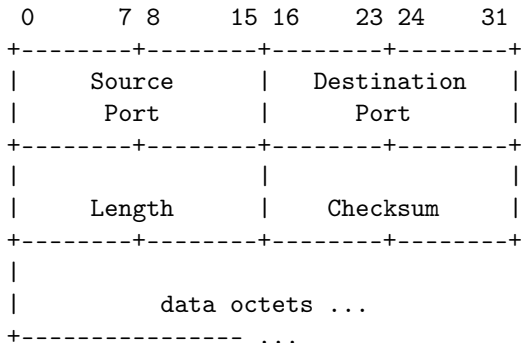 0      7 8     15 16    23 24    31
+--------+--------+--------+--------+
|     Source      |   Destination   |
|      Port       |      Port       |
+--------+--------+--------+--------+
|                 |                 |
|     Length      |    Checksum     |
+--------+--------+--------+--------+
|
|          data octets ...
+---------------- ...